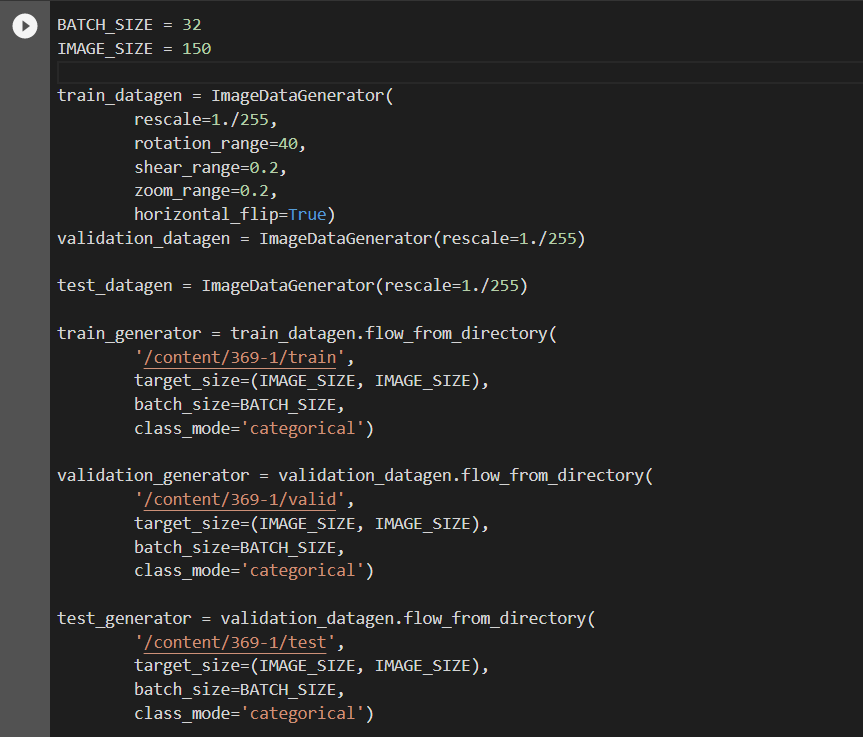 BATCH_SIZE = 32
IMAGE_SIZE = 150
train_datagen = ImageDataGenerator(
rescale=1./255,
rotation_range=40,
shear_range=0.2,
zoom_range=0.2,
horizontal_flip=True)
validation_datagen = ImageDataGenerator(rescale=1./255)
test_datagen = ImageDataGenerator(rescale=1./255)
train_generator = train_datagen.flow_from_directory(
'/content/369-1/train',
target_size=(IMAGE_SIZE, IMAGE_SIZE),
batch_size=BATCH_SIZE,
class_mode='categorical')
validation_generator = validation_datagen.flow_from_directory(
'/content/369-1/valid',
target_size=(IMAGE_SIZE, IMAGE_SIZE),
batch_size=BATCH_SIZE,
class_mode='categorical')
test_generator = validation_datagen.flow_from_directory(
'/content/369-1/test',
target_size=(IMAGE_SIZE, IMAGE_SIZE),
batch_size=BATCH_SIZE,
class_mode='categorical')